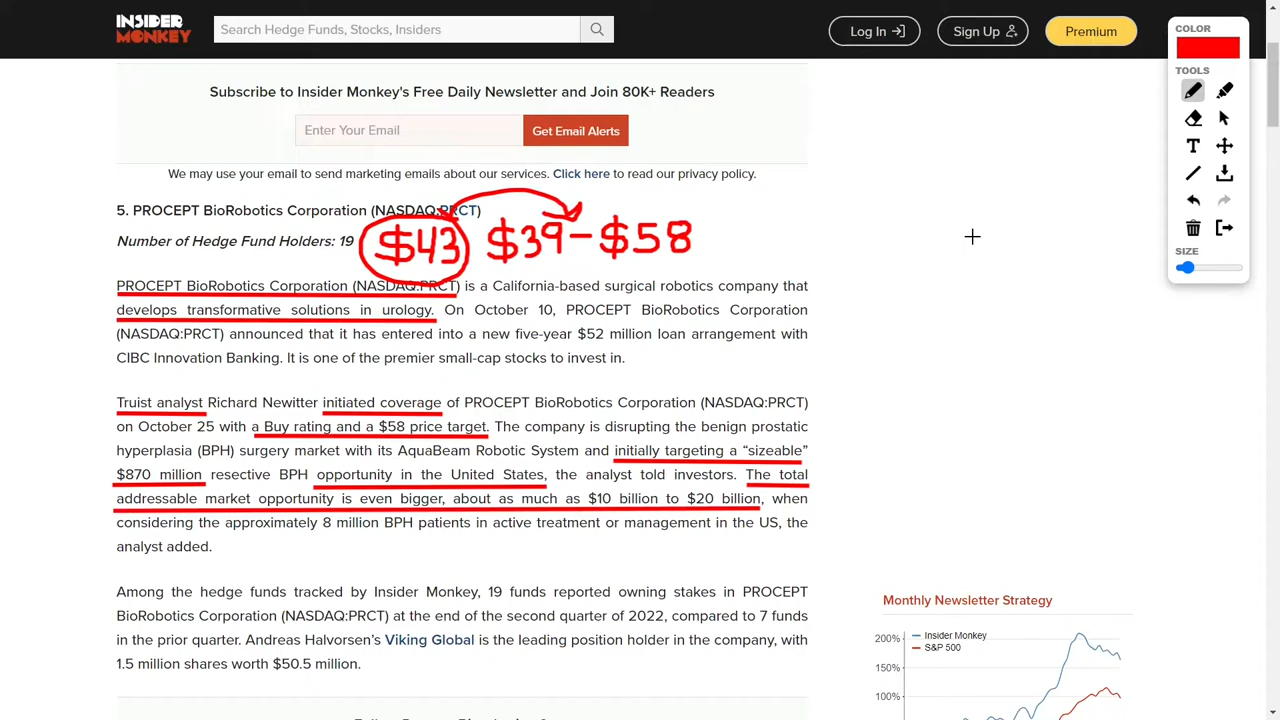 INSIDER
MONKEY
Search Hedge Funds, Stocks, Insiders
Log In
Sign Up
Premium
COLOR
TOOLS
T
SIZE
Subscribe to Insider Monkey's Free Daily Newsletter and Join 80K+ Readers
Enter Your Email
Get Email Alerts
We may use your email to send marketing emails about our services. Click here to read our privacy policy.
5. PROCEPT BioRobotics Corporation (NASDAQ:PRCT)
Number of Hedge Fund Holders: 19
$43 $39-$58
PROCEPT BioRobotics Corporation (NASDAQ:PRCT) is a California-based surgical robotics company that
develops transformative solutions in urology. On October 10, PROCEPT BioRobotics Corporation
(NASDAQ:PRCT) announced that it has entered into a new five-year $52 million loan arrangement with
CIBC Innovation Banking. It is one of the premier small-cap stocks to invest in.
Truist analyst Richard Newitter initiated coverage of PROCEPT BioRobotics Corporation (NASDAQ:PRCT)
on October 25 with a Buy rating and a $58 price target. The company is disrupting the benign prostatic
hyperplasia (BPH) surgery market with its AquaBeam Robotic System and initially targeting a “sizeable”
$870 million resective BPH opportunity in the United States, the analyst told investors. The total
addressable market opportunity is even bigger, about as much as $10 billion to $20 billion, when
considering the approximately 8 million BPH patients in active treatment or management in the US, the
analyst added.
Among the hedge funds tracked by Insider Monkey, 19 funds reported owning stakes in PROCEPT
BioRobotics Corporation (NASDAQ:PRCT) at the end of the second quarter of 2022, compared to 7 funds
in the prior quarter. Andreas Halvorsen’s Viking Global is the leading position holder in the company, with
1.5 million shares worth $50.5 million.
Monthly Newsletter Strategy
200%
Insider Monkey
S&P 500
150%
100%